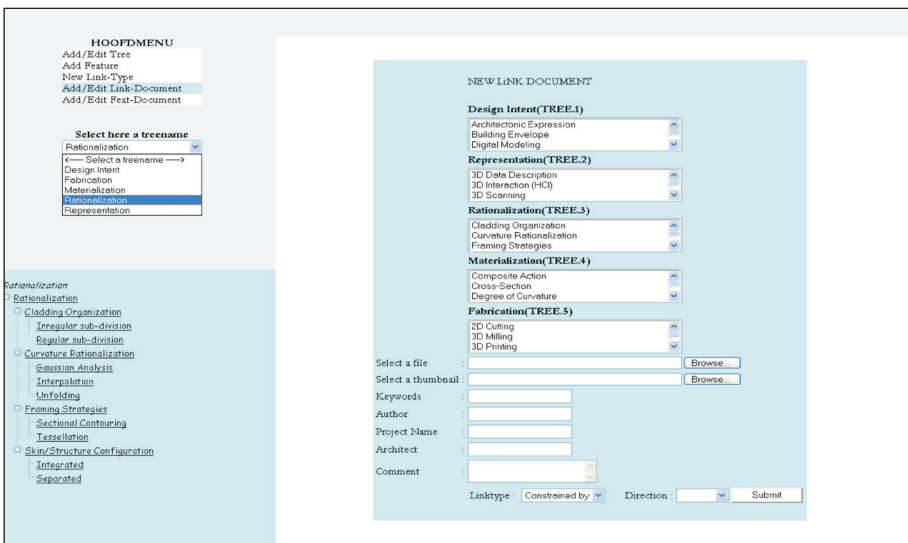 HOOFDMENU
Add/Edit Tree
Add Feature
New Link-Type
Add/Edit Link-Document
Add/Edit Feat-Document
Select here a treename
Rationalization
<--- Select a treename --->
Design Intent
Fabrication
Materialization
Rationalization
Representation
Rationalization
Rationalization
Cladding Organization
Irregular sub-division
Regular sub-division
Curvature Rationalization
Gaussian Analysis
Interpolation
Unfolding
Framing Strategies
Sectional Contouring
Tessellation
Skin/Structure Configuration
Integrated
Separated
NEW LiNK DOCUMENT
Design Intent(TREE.1)
Architectonic Expression
Building Envelope
Digital Modeling
Representation(TREE.2)
3D Data Description
3D Interaction (HCI)
3D Scanning
Rationalization(TREE.3)
Cladding Organization
Curvature Rationalization
Framing Strategies
Materialization(TREE.4)
Composite Action
Cross-Section
Degree of Curvature
Fabrication(TREE.5)
2D Cutting
3D Milling
3D Printing
Select a file : Browse...
Select a thumbnail : Browse...
Keywords :
Author :
Project Name :
Architect :
Comment :
Linktype : Constrained by Direction : Submit